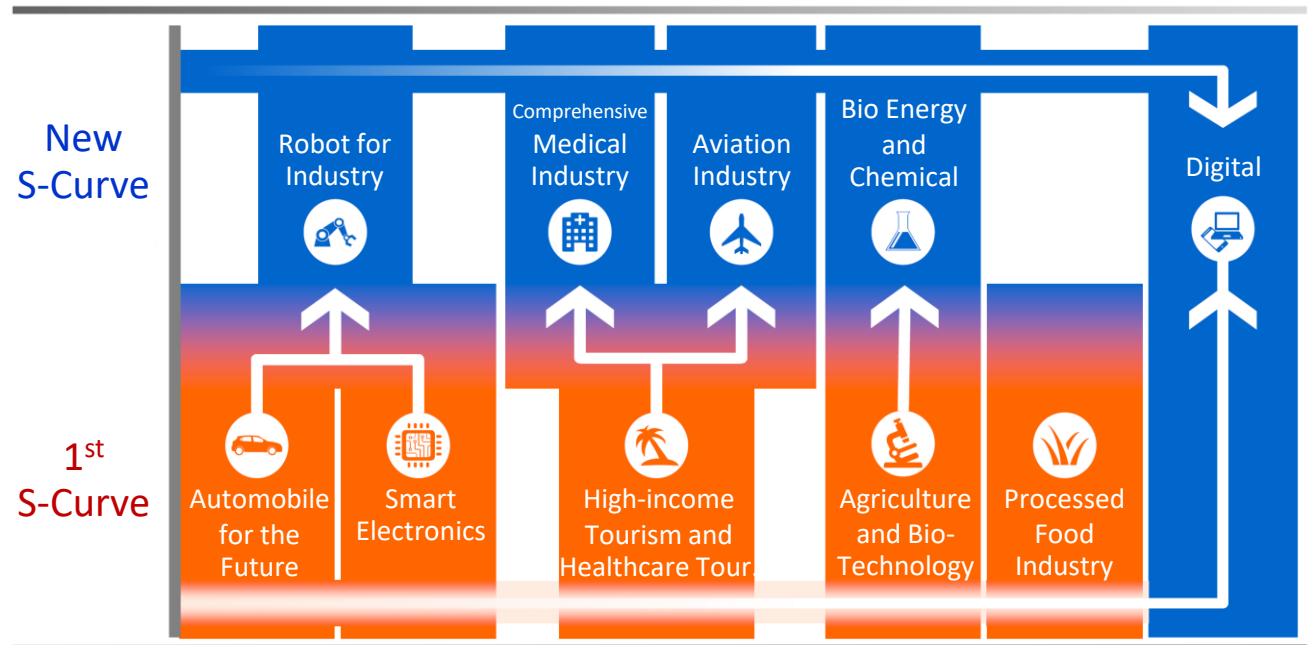 New
S-Curve
Robot for
Industry
Comprehensive
Medical
Industry
Aviation
Industry
Bio Energy
and
Chemical
Digital
1st
S-Curve
Automobile
for the
Future
Smart
Electronics
High-income
Tourism and
Healthcare Tour.
Agriculture
and Bio-
Technology
Processed
Food
Industry